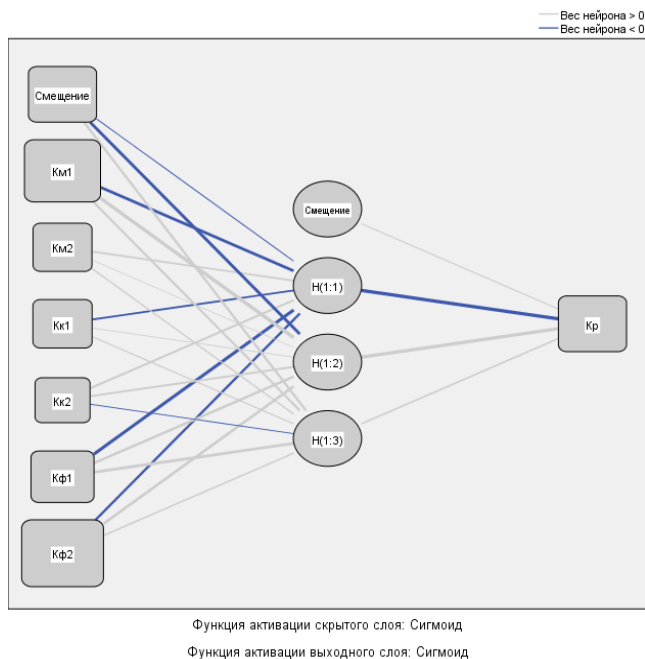 Вес нейрона > 0
Вес нейрона < 0
Смещение
Км1
Км2
Кк1
Кк2
Кф1
Кф2
Смещение
H(1:1)
H(1:2)
H(1:3)
Кр
Функция активации скрытого слоя: Сигмоид
Функция активации выходного слоя: Сигмоид